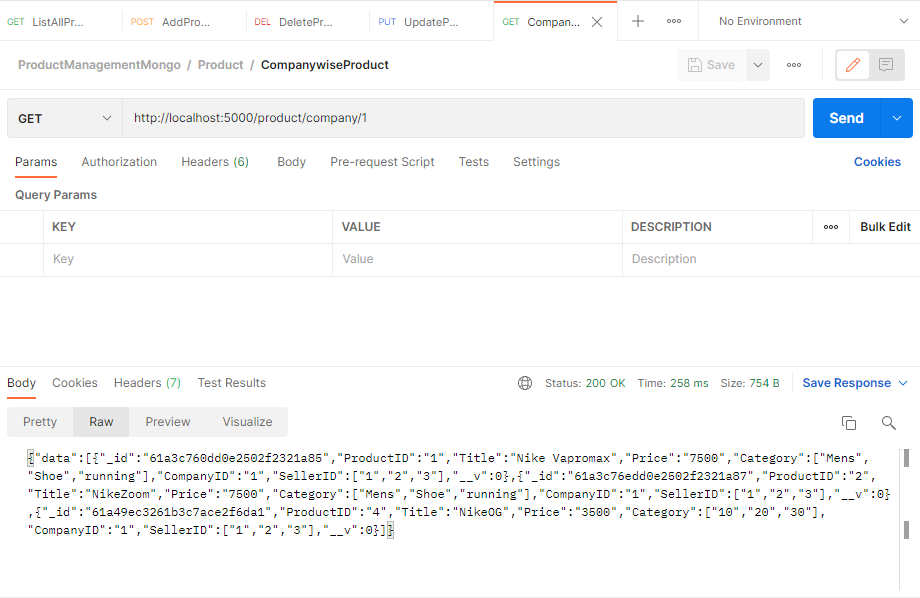 GET ListAllPr... POST AddPro... DEL DeletePr... PUT UpdateP... GET Compan... No Environment
ProductManagementMongo / Product / CompanywiseProduct Save
GET http://localhost:5000/product/company/1 Send
Params Authorization Headers (6) Body Pre-request Script Tests Settings Cookies
Query Params
KEY VALUE DESCRIPTION Bulk Edit
Key Value Description
Body Cookies Headers (7) Test Results Status: 200 OK Time: 258 ms Size: 754 B Save Response
Pretty Raw Preview Visualize
{"data":[{"_id":"61a3c760dd0e2502f2321a85","ProductID":"1","Title":"Nike Vapromax","Price":"7500","Category":["Mens",
"Shoe","running"],"CompanyID":"1","SellerID":["1","2","3"],"__v":0},{"_id":"61a3c76edd0e2502f2321a87","ProductID":"2",
"Title":"NikeZoom","Price":"7500","Category":["Mens","Shoe","running"],"CompanyID":"1","SellerID":["1","2","3"],"__v":0}
,{"_id":"61a49ec3261b3c7ace2f6da1","ProductID":"4","Title":"NikeOG","Price":"3500","Category":["10","20","30"],
"CompanyID":"1","SellerID":["1","2","3"],"__v":0}]}